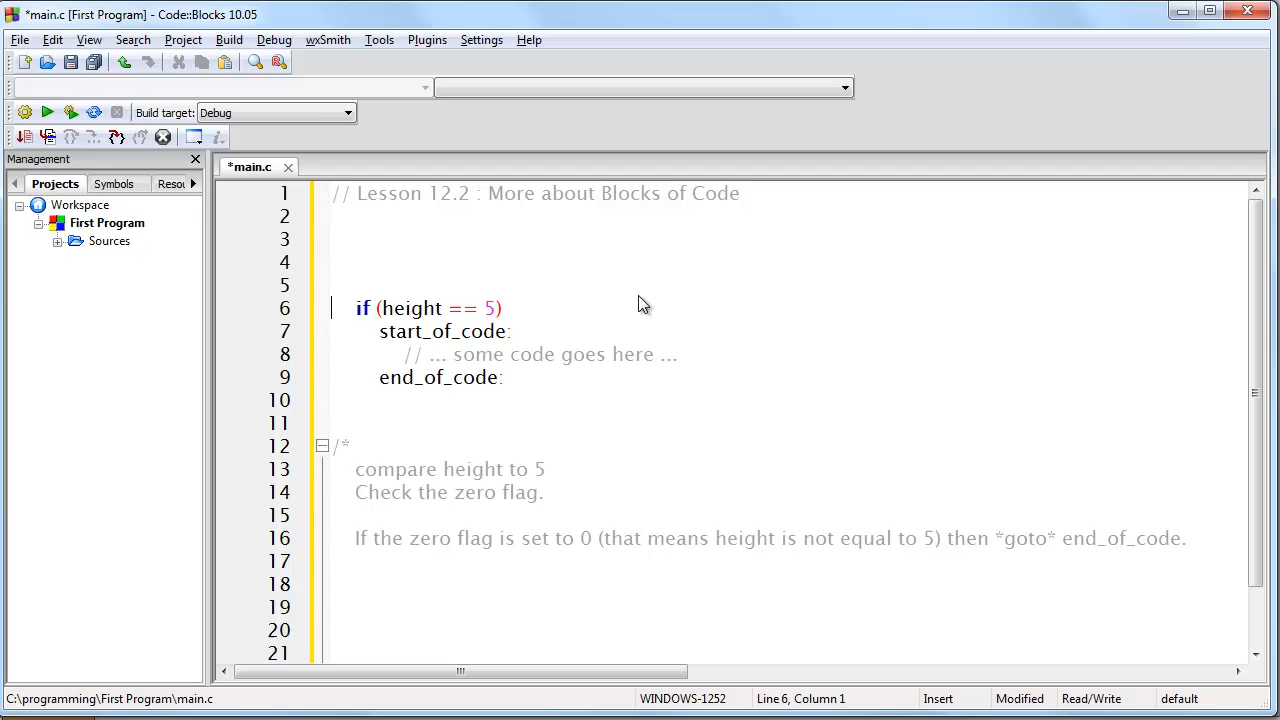 *main.c [First Program] - Code::Blocks 10.05
File Edit View Search Project Build Debug wxSmith Tools Plugins Settings Help
Build target: Debug
Management
Projects Symbols Resou
Workspace
First Program
Sources
*main.c
1 // Lesson 12.2 : More about Blocks of Code
2
3
4
5
6 if (height == 5)
7 start_of_code:
8 // ... some code goes here ...
9 end_of_code:
10
11
12 /*
13 compare height to 5
14 Check the zero flag.
15
16 If the zero flag is set to 0 (that means height is not equal to 5) then *goto* end_of_code.
17
18
19
20
21
C:\programming\First Program\main.c WINDOWS-1252 Line 6, Column 1 Insert Modified Read/Write default